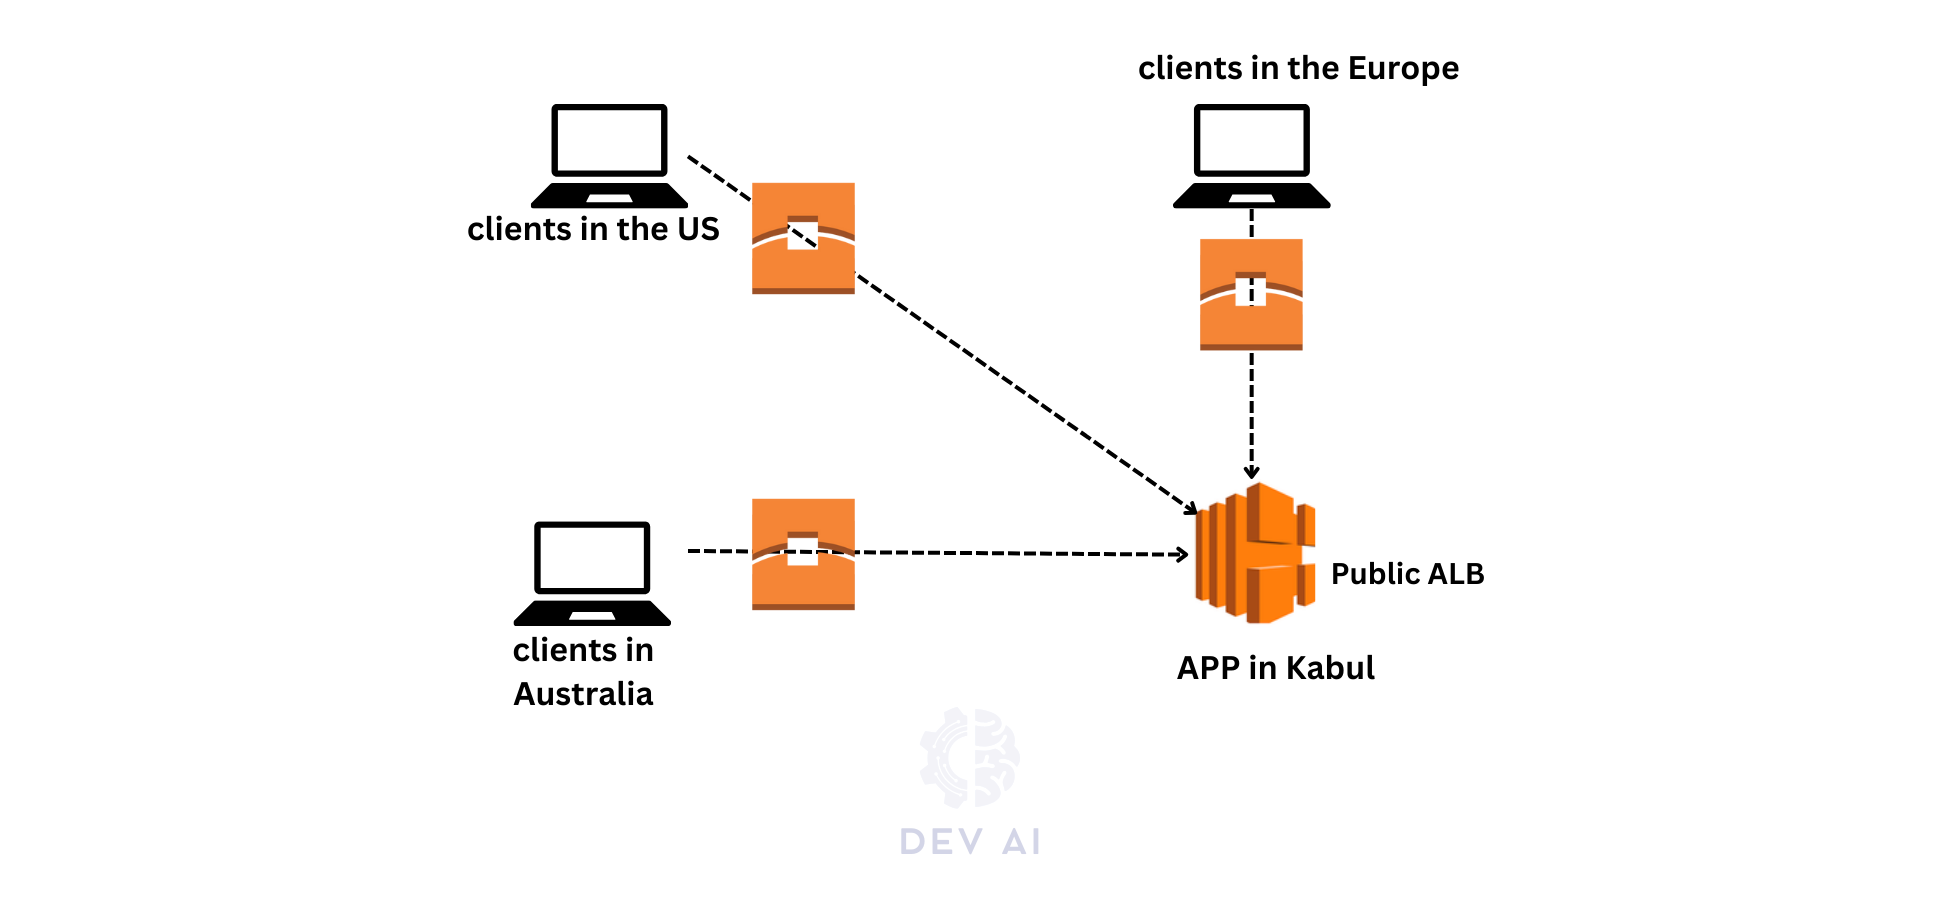 clients in the Europe
clients in the US
clients in
Australia
Public ALB
APP in Kabul
DEV AI